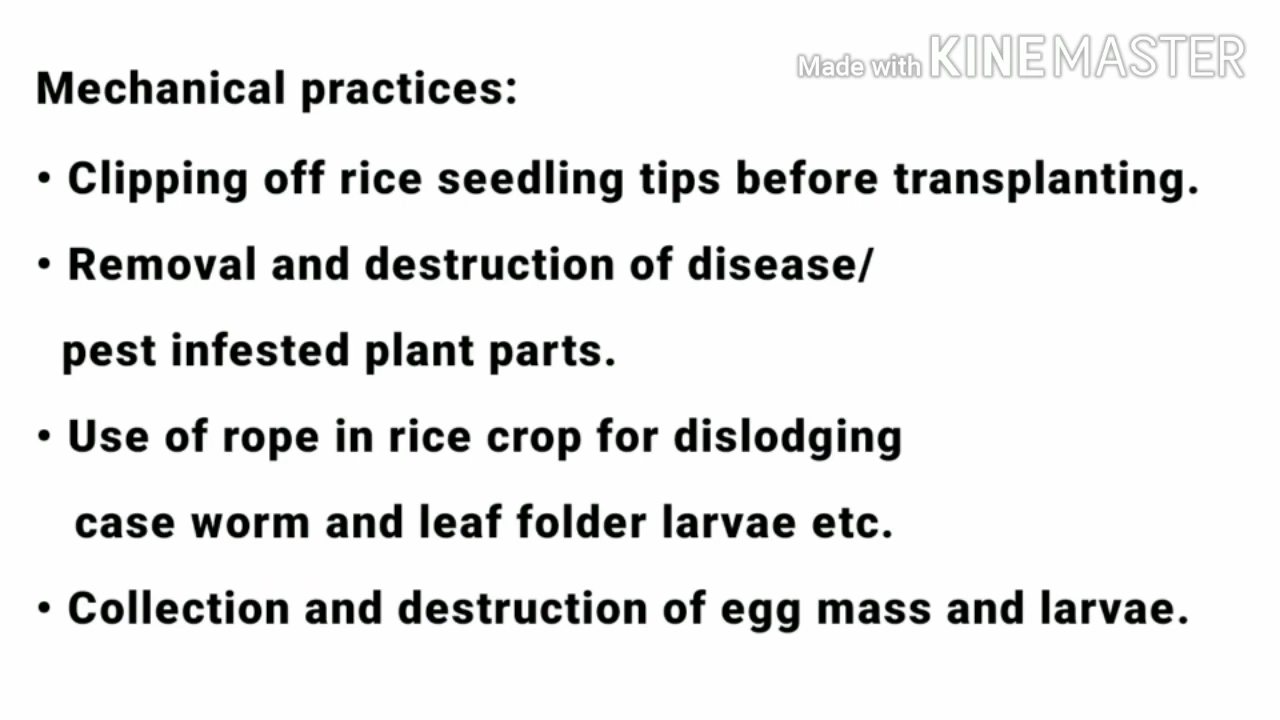 Made with KINEMASTER
Mechanical practices:
• Clipping off rice seedling tips before transplanting.
• Removal and destruction of disease/
pest infested plant parts.
• Use of rope in rice crop for dislodging
case worm and leaf folder larvae etc.
• Collection and destruction of egg mass and larvae.